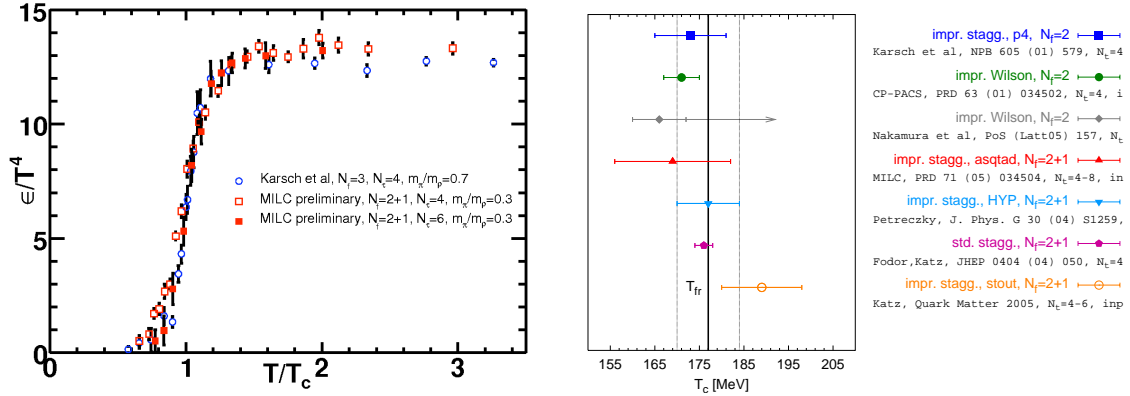 15
10
5
0
ϵ/T⁴
Karsch et al, N_f=3, N_τ=4, m_π/m_ρ=0.7
MILC preliminary, N_f=2+1, N_τ=4, m_π/m_ρ=0.3
MILC preliminary, N_f=2+1, N_τ=6, m_π/m_ρ=0.3
0 1 2 3
T/T_c
T_fr
155 165 175 185 195 205
T_c [MeV]
impr. stagg., p4, N_f=2
Karsch et al, NPB 605 (01) 579, N_t=4
impr. Wilson, N_f=2
CP-PACS, PRD 63 (01) 034502, N_t=4, i
impr. Wilson, N_f=2
Nakamura et al, PoS (Latt05) 157, N_t
impr. stagg., asqtad, N_f=2+1
MILC, PRD 71 (05) 034504, N_t=4-8, in
impr. stagg., HYP, N_f=2+1
Petreczky, J. Phys. G 30 (04) S1259,
std. stagg., N_f=2+1
Fodor,Katz, JHEP 0404 (04) 050, N_t=4
impr. stagg., stout, N_f=2+1
Katz, Quark Matter 2005, N_t=4-6, inp